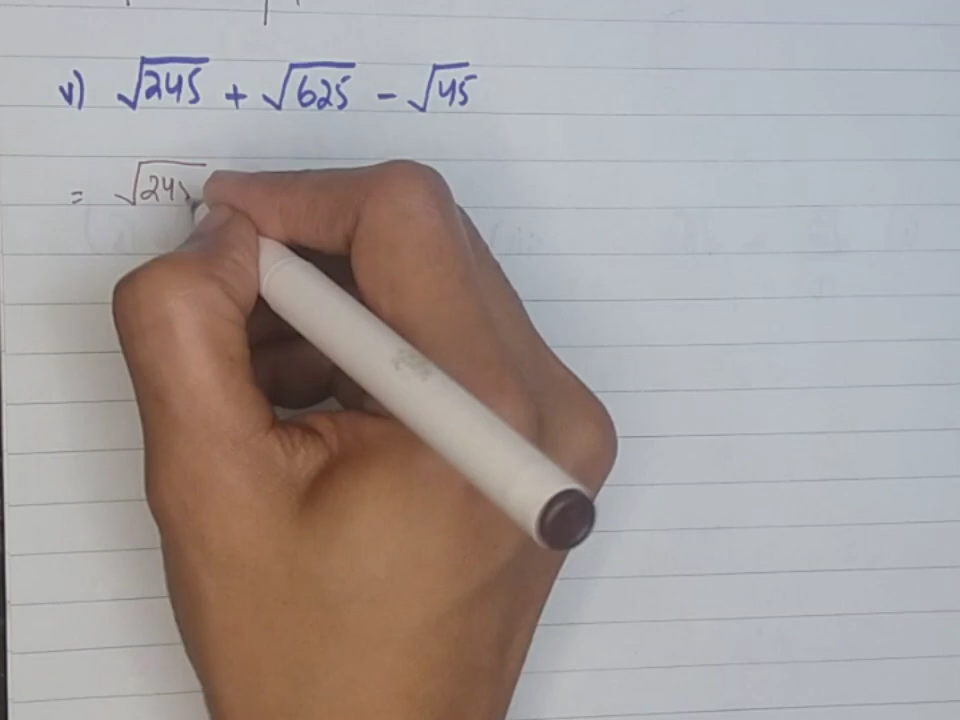 v) √245 + √625 - √45
= √245